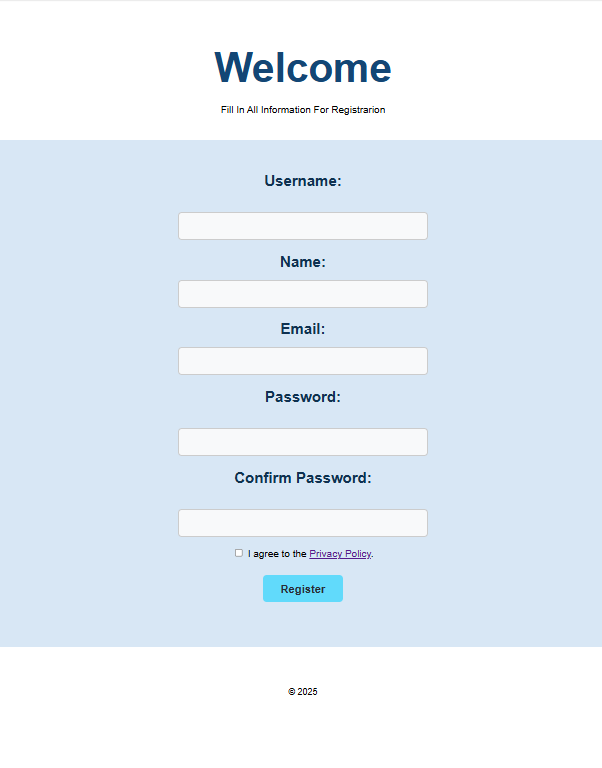 Welcome
Fill In All Information For Registrarion
Username:
Name:
Email:
Password:
Confirm Password:
I agree to the Privacy Policy.
Register
© 2025